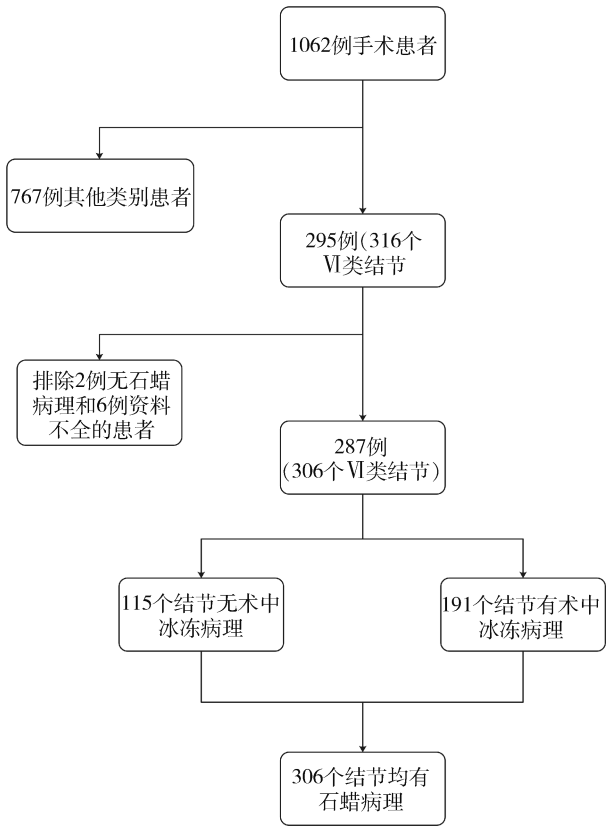 1062例手术患者
767例其他类别患者
295例(316个
Ⅵ类结节
排除2例无石蜡
病理和6例资料
不全的患者
287例
(306个Ⅵ类结节)
115个结节无术中
冰冻病理
191个结节有术中
冰冻病理
306个结节均有
石蜡病理